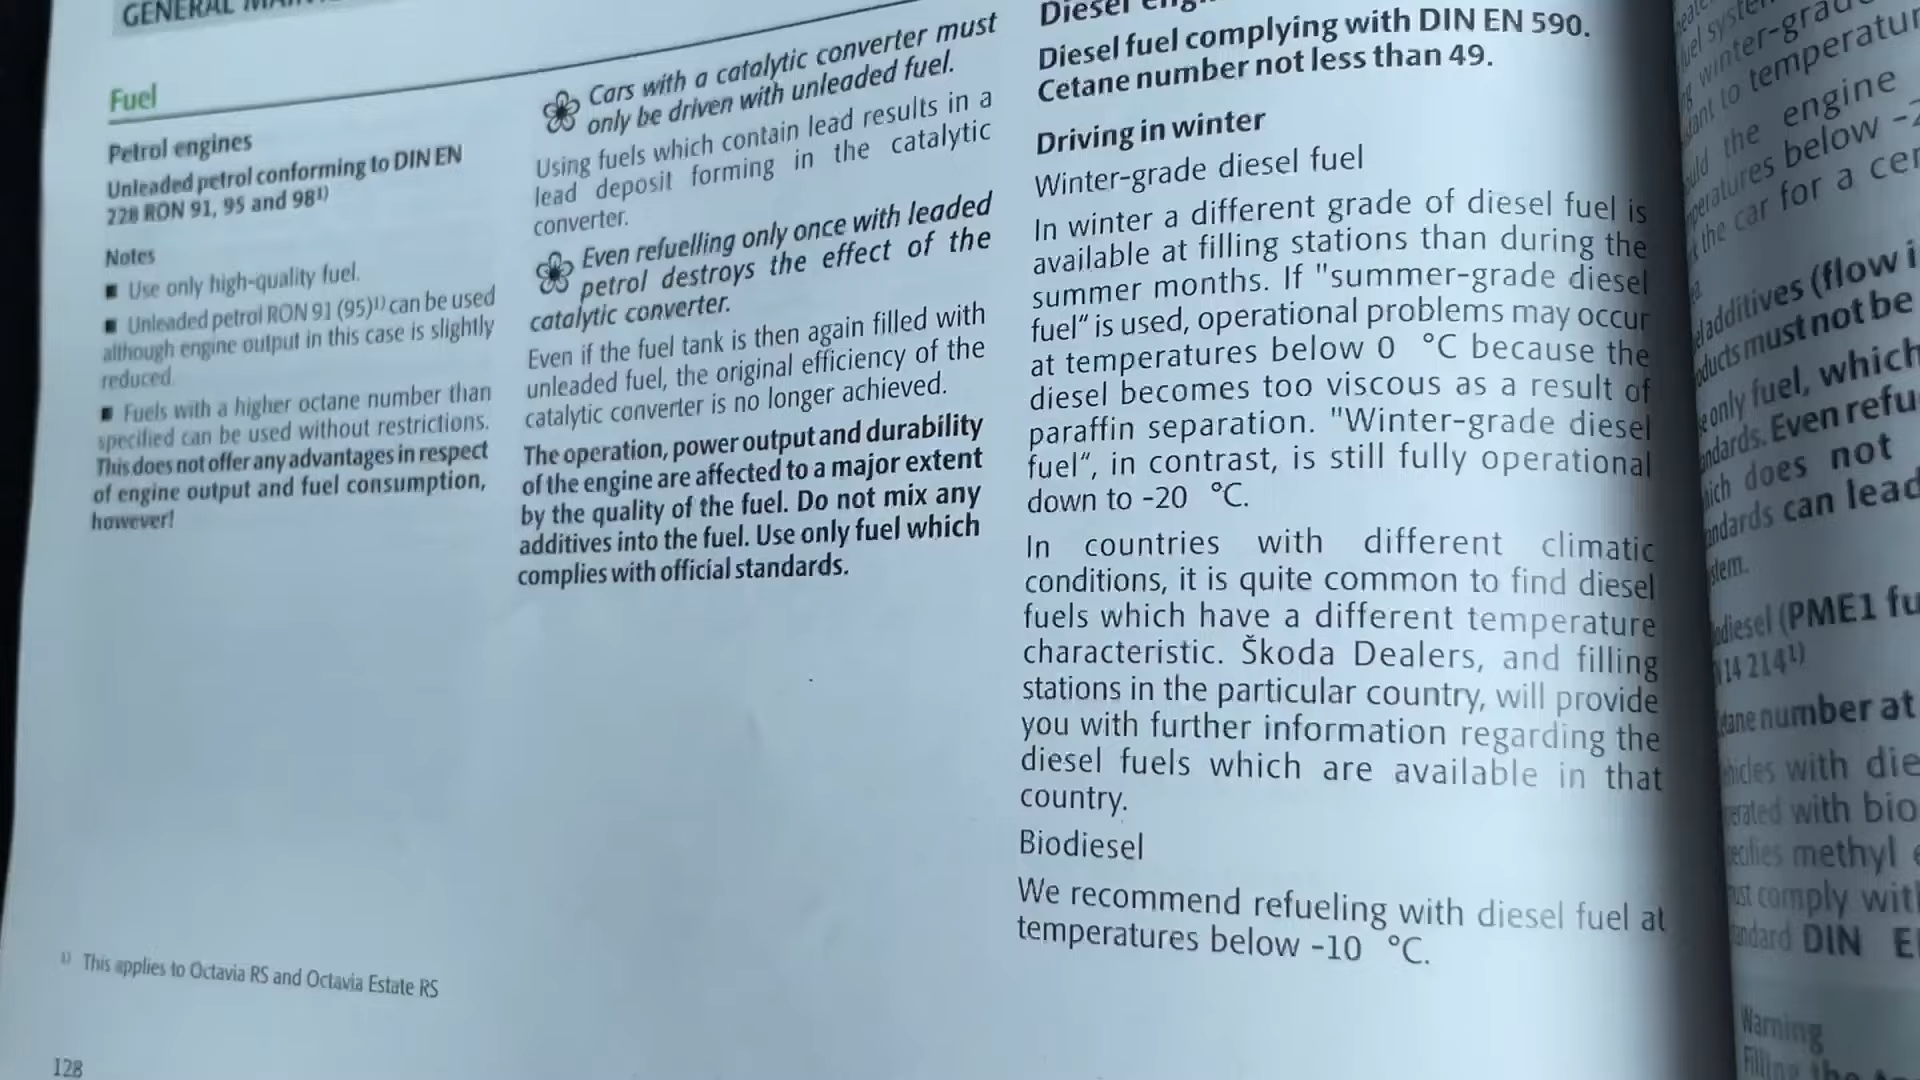 GENERAL
Fuel
Petrol engines
Unleaded petrol conforming to DIN EN
228 RON 91, 95 and 98¹⁾
Notes
■ Use only high-quality fuel.
■ Unleaded petrol RON 91 (95)¹⁾ can be used
although engine output in this case is slightly
reduced.
■ Fuels with a higher octane number than
specified can be used without restrictions.
This does not offer any advantages in respect
of engine output and fuel consumption,
however!
¹⁾ This applies to Octavia RS and Octavia Estate RS
128
Cars with a catalytic converter must
only be driven with unleaded fuel.
Using fuels which contain lead results in a
lead deposit forming in the catalytic
converter.
Even refuelling only once with leaded
petrol destroys the effect of the
catalytic converter.
Even if the fuel tank is then again filled with
unleaded fuel, the original efficiency of the
catalytic converter is no longer achieved.
The operation, power output and durability
of the engine are affected to a major extent
by the quality of the fuel. Do not mix any
additives into the fuel. Use only fuel which
complies with official standards.
Diesel
Diesel fuel complying with DIN EN 590.
Cetane number not less than 49.
Driving in winter
Winter-grade diesel fuel
In winter a different grade of diesel fuel is
available at filling stations than during the
summer months. If "summer-grade diesel
fuel“ is used, operational problems may occur
at temperatures below 0 °C because the
diesel becomes too viscous as a result of
paraffin separation. "Winter-grade diesel
fuel“, in contrast, is still fully operational
down to -20 °C.
In countries with different climatic
conditions, it is quite common to find diesel
fuels which have a different temperature
characteristic. Škoda Dealers, and filling
stations in the particular country, will provide
you with further information regarding the
diesel fuels which are available in that
country.
Biodiesel
We recommend refueling with diesel fuel at
temperatures below -10 °C.
winter-grade
to temperatur
the engine
below -2
the car for a cer
additives (flow i
must not be
only fuel, which
Even refu
does not
can lead
(PME1 fu
14 214¹⁾
number at
with die
with bio
methyl
comply with
DIN E
Warning
Filling the